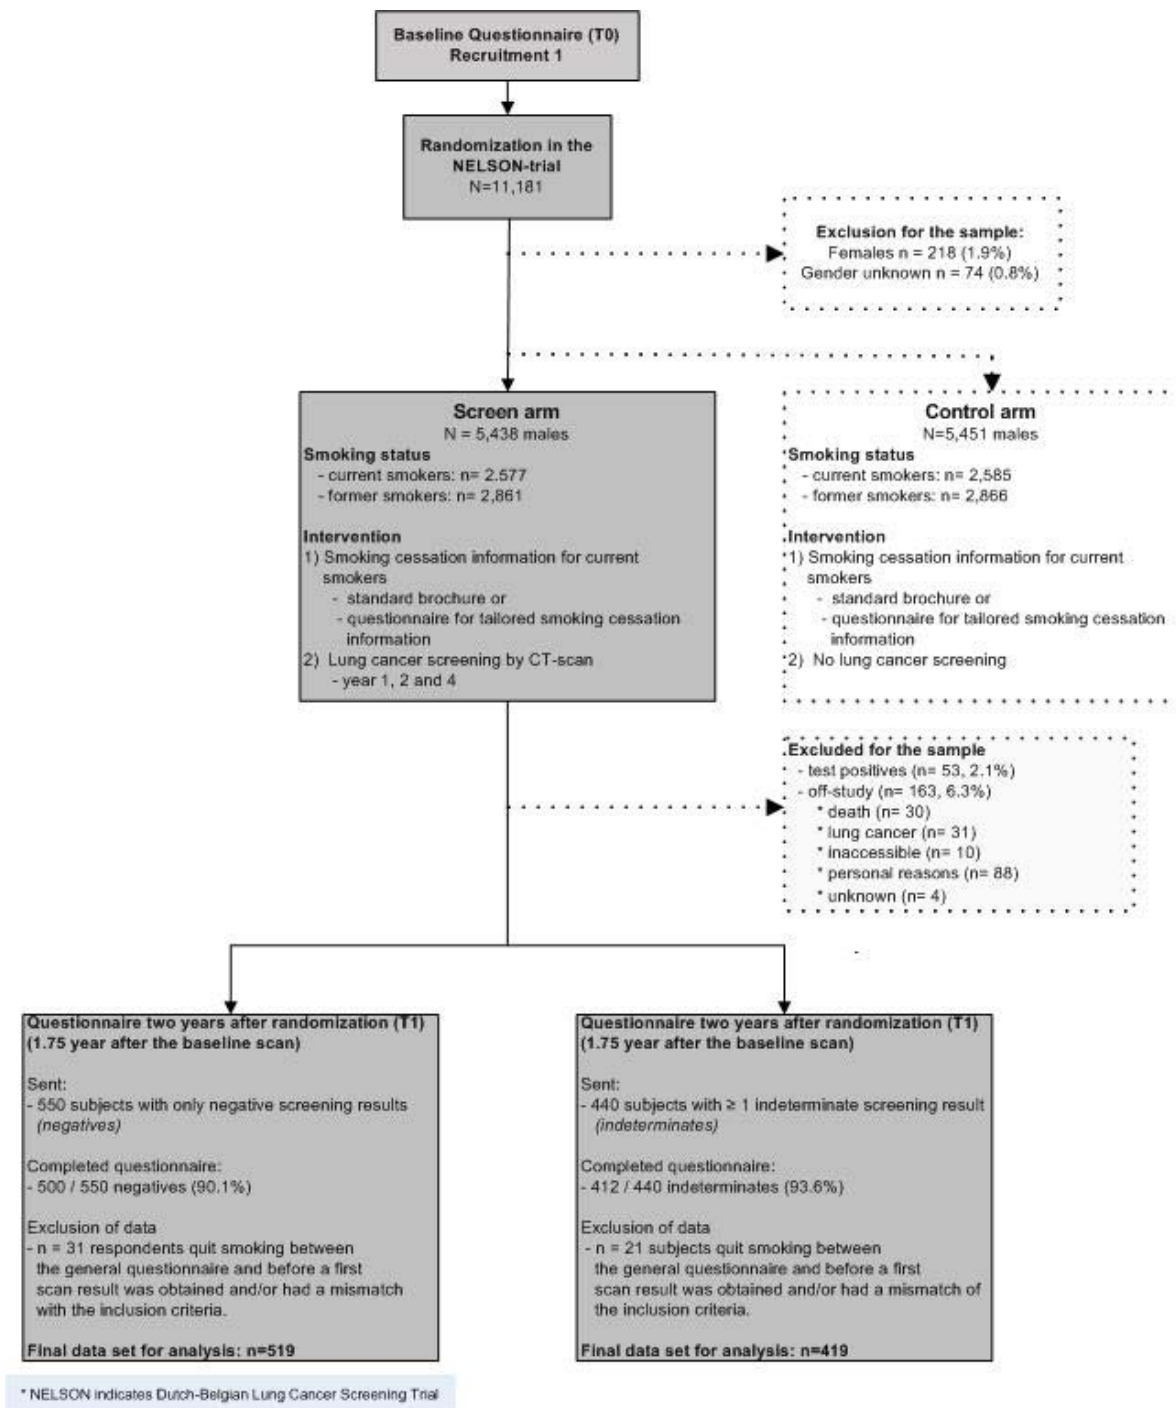 Baseline Questionnaire (T0)
Recruitment 1
Randomization in the
NELSON-trial
N=11,181
Exclusion for the sample:
Females n = 218 (1.9%)
Gender unknown n = 74 (0.8%)
Screen arm
N = 5,438 males
Smoking status
- current smokers: n= 2.577
- former smokers: n= 2,861
Intervention
1) Smoking cessation information for current
smokers
- standard brochure or
- questionnaire for tailored smoking cessation
information
2) Lung cancer screening by CT-scan
- year 1, 2 and 4
Control arm
N=5,451 males
Smoking status
- current smokers: n= 2,585
- former smokers: n= 2,866
Intervention
1) Smoking cessation information for current
smokers
- standard brochure or
- questionnaire for tailored smoking cessation
information
2) No lung cancer screening
Excluded for the sample
- test positives (n= 53, 2.1%)
- off-study (n= 163, 6.3%)
* death (n= 30)
* lung cancer (n= 31)
* inaccessible (n= 10)
* personal reasons (n= 88)
* unknown (n= 4)
Questionnaire two years after randomization (T1)
(1.75 year after the baseline scan)
Sent:
- 550 subjects with only negative screening results
(negatives)
Completed questionnaire:
- 500 / 550 negatives (90.1%)
Exclusion of data
- n = 31 respondents quit smoking between
the general questionnaire and before a first
scan result was obtained and/or had a mismatch
with the inclusion criteria.
Final data set for analysis: n=519
Questionnaire two years after randomization (T1)
(1.75 year after the baseline scan)
Sent:
- 440 subjects with ≥ 1 indeterminate screening result
(indeterminates)
Completed questionnaire:
- 412 / 440 indeterminates (93.6%)
Exclusion of data
- n = 21 subjects quit smoking between
the general questionnaire and before a first
scan result was obtained and/or had a mismatch of
the inclusion criteria.
Final data set for analysis: n=419
* NELSON indicates Dutch-Belgian Lung Cancer Screening Trial